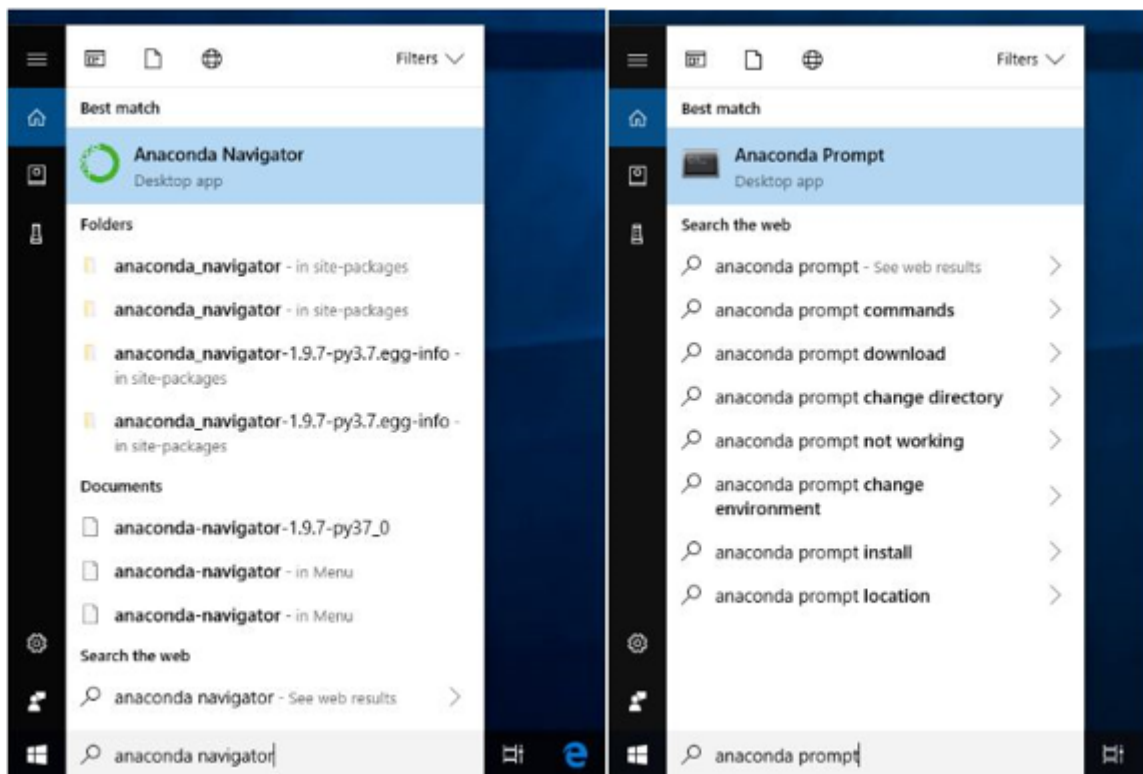 Filters
Best match
Anaconda Navigator
Desktop app
Folders
anaconda_navigator - in site-packages
anaconda_navigator - in site-packages
anaconda_navigator-1.9.7-py3.7.egg-info -
in site-packages
anaconda_navigator-1.9.7-py3.7.egg-info -
in site-packages
Documents
anaconda-navigator-1.9.7-py37_0
anaconda-navigator - in Menu
anaconda-navigator - in Menu
Search the web
anaconda navigator - See web results
anaconda navigator
Filters
Best match
Anaconda Prompt
Desktop app
Search the web
anaconda prompt - See web results
anaconda prompt commands
anaconda prompt download
anaconda prompt change directory
anaconda prompt not working
anaconda prompt change
environment
anaconda prompt install
anaconda prompt location
anaconda prompt